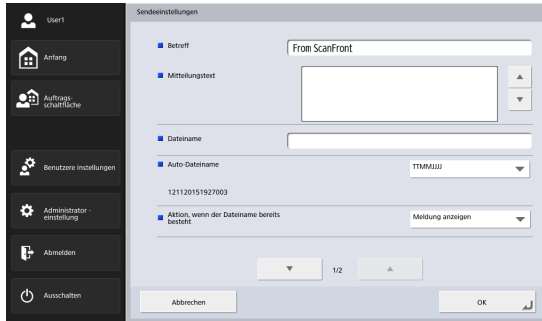 User1
Anfang
Auftrags-
schaltfläche
Benutzere instellungen
Administrator -
einstellung
Abmelden
Ausschalten
Sendeeinstellungen
Betreff
From ScanFront
Mitteilungstext
Dateiname
Auto-Dateiname
TTMMJJJJ
121120151927003
Aktion, wenn der Dateiname bereits
besteht
Meldung anzeigen
1/2
Abbrechen
OK